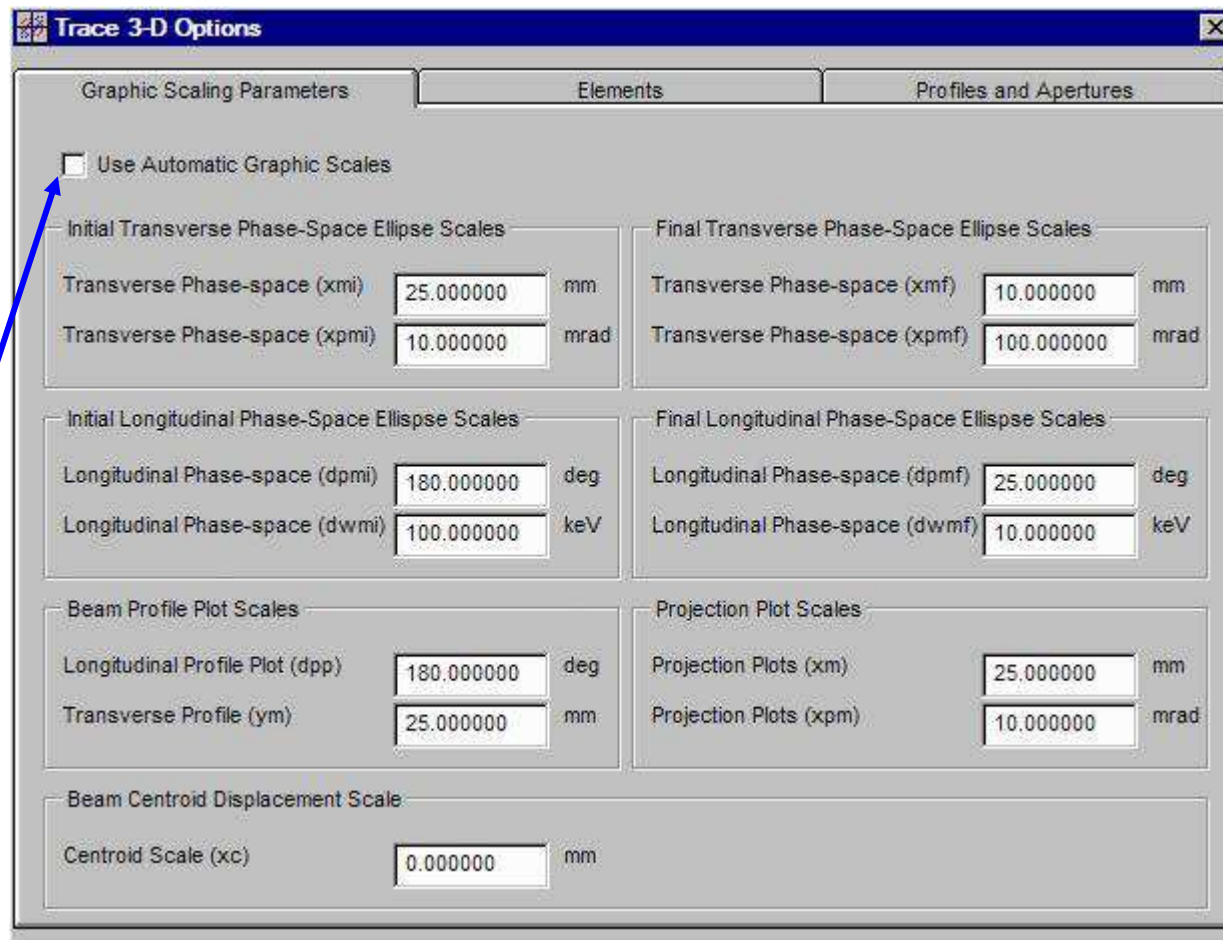 Trace 3-D Options
Graphic Scaling Parameters
Elements
Profiles and Apertures
Use Automatic Graphic Scales
Initial Transverse Phase-Space Ellipse Scales
Transverse Phase-space (xmi) 25.000000 mm
Transverse Phase-space (xpmi) 10.000000 mrad
Final Transverse Phase-Space Ellipse Scales
Transverse Phase-space (xmf) 10.000000 mm
Transverse Phase-space (xpmf) 100.000000 mrad
Initial Longitudinal Phase-Space Ellispse Scales
Longitudinal Phase-space (dpmi) 180.000000 deg
Longitudinal Phase-space (dwmi) 100.000000 keV
Final Longitudinal Phase-Space Ellispse Scales
Longitudinal Phase-space (dpmf) 25.000000 deg
Longitudinal Phase-space (dwmf) 10.000000 keV
Beam Profile Plot Scales
Longitudinal Profile Plot (dpp) 180.000000 deg
Transverse Profile (ym) 25.000000 mm
Projection Plot Scales
Projection Plots (xm) 25.000000 mm
Projection Plots (xpm) 10.000000 mrad
Beam Centroid Displacement Scale
Centroid Scale (xc) 0.000000 mm